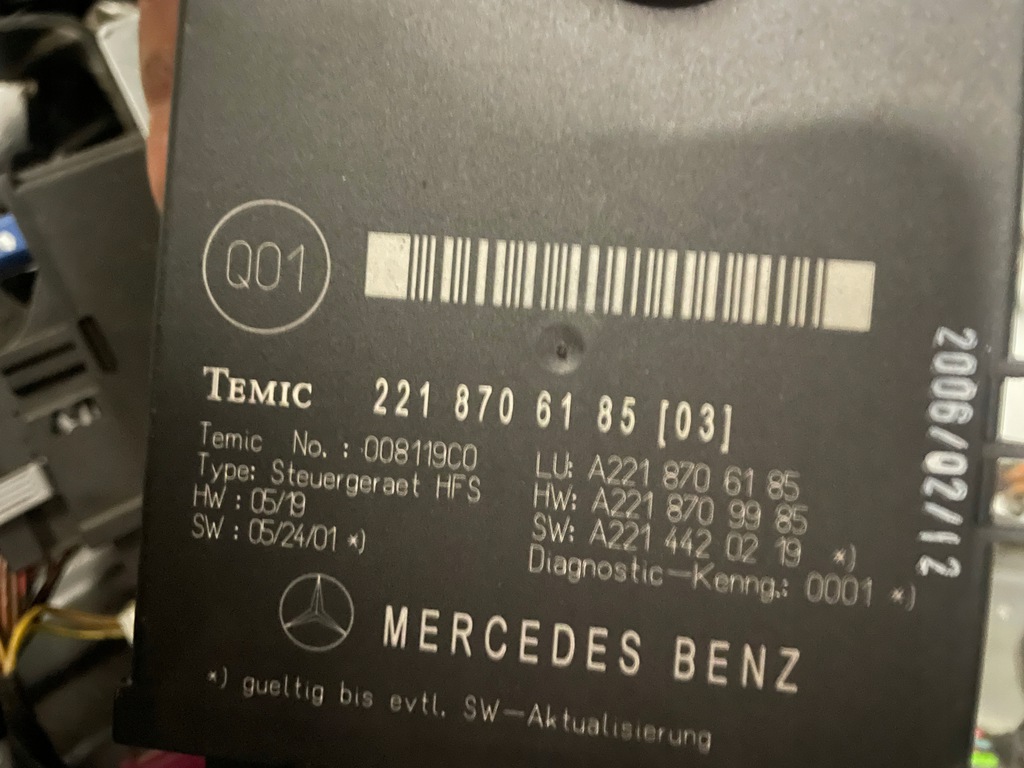 Q01
TEMIC 221 870 61 85 [03]
Temic No. : 008119C0
Type: Steuergeraet HFS
HW : 05/19
SW : 05/24/01 *)
LU: A221 870 61 85
HW: A221 870 99 85
SW: A221 442 02 19 *)
Diagnostic-Kenng.: 0001 *)
MERCEDES BENZ
*) gueltig bis evtl. SW-Aktualisierung
2006/02/12